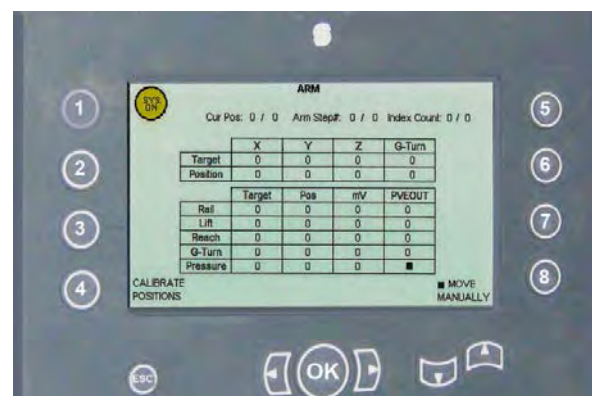 ARM
SYS ON
Cur Pos: 0 / 0 Arm Step#: 0 / 0 Index Count: 0 / 0
X Y Z G-Turn
Target 0 0 0 0
Position 0 0 0 0
Target Pos mV PVEOUT
Rail 0 0 0 0
Lift 0 0 0 0
Reach 0 0 0 0
G-Turn 0 0 0 0
Pressure 0 0 0 ■
CALIBRATE POSITIONS
■ MOVE MANUALLY
1
2
3
4
5
6
7
8
ESC
OK